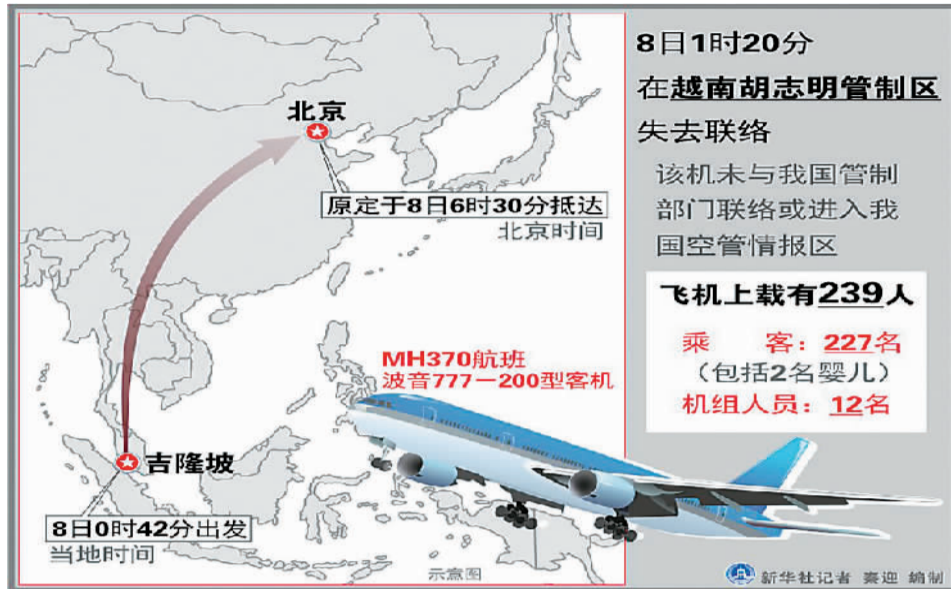 8日1时20分
在越南胡志明管制区
失去联络
该机未与我国管制
部门联络或进入我
国空管情报区
飞机上载有239人
乘 客：227名
（包括2名婴儿）
机组人员：12名
北京
原定于8日6时30分抵达
北京时间
MH370航班
波音777－200型客机
吉隆坡
8日0时42分出发
当地时间
示意图
新华社记者 秦迎 编制